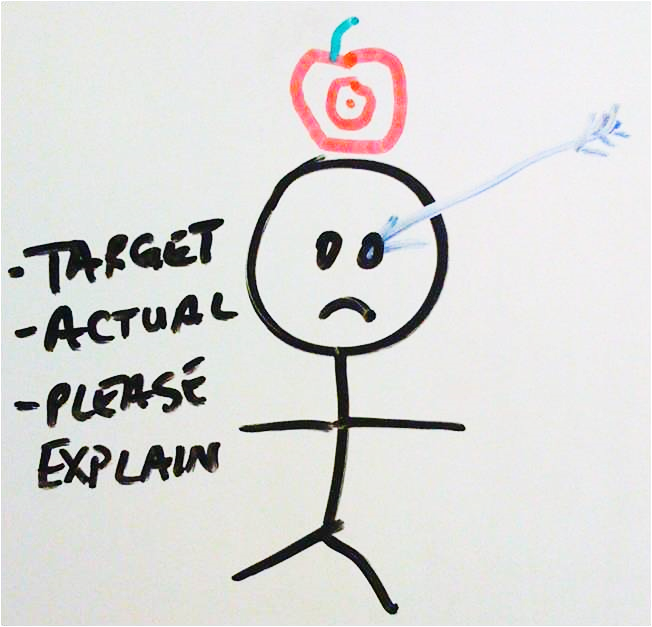 - TARGET
- ACTUAL
- PLEASE
EXPLAIN